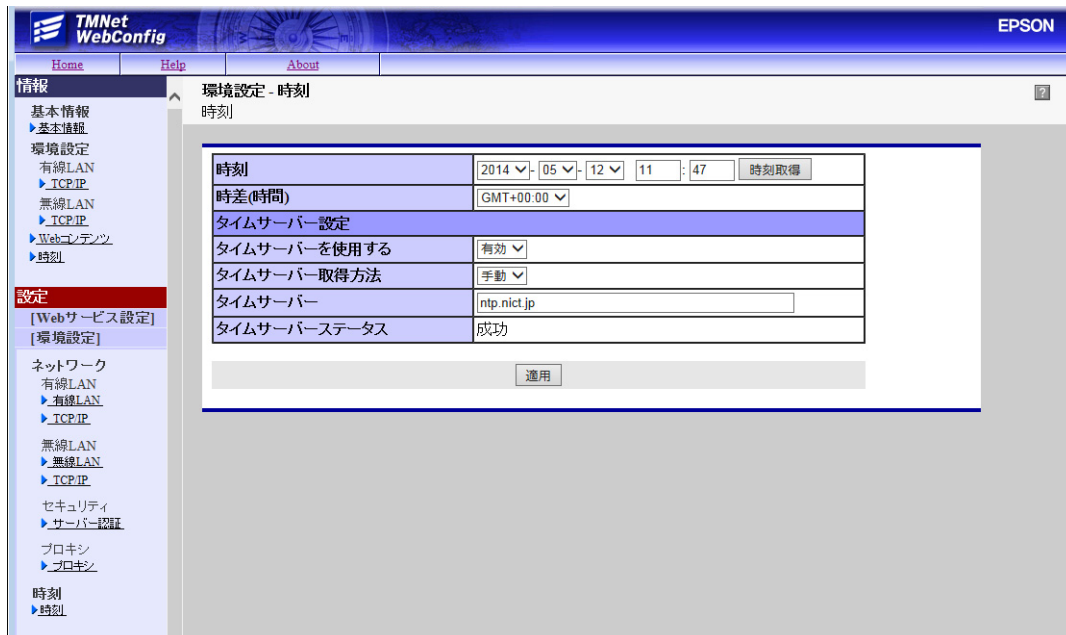 TMNet
WebConfig
EPSON
Home Help About
情報
基本情報
基本情報
環境設定
有線LAN
TCP/IP
無線LAN
TCP/IP
Webコンテンツ
時刻
設定
[Webサービス設定]
[環境設定]
ネットワーク
有線LAN
有線LAN
TCP/IP
無線LAN
無線LAN
TCP/IP
セキュリティ
サーバー認証
プロキシ
プロキシ
時刻
時刻
環境設定 - 時刻
?
時刻
時刻 2014 - 05 - 12 11 : 47 時刻取得
時差(時間) GMT+00:00
タイムサーバー設定
タイムサーバーを使用する 有効
タイムサーバー取得方法 手動
タイムサーバー ntp.nict.jp
タイムサーバーステータス 成功
適用